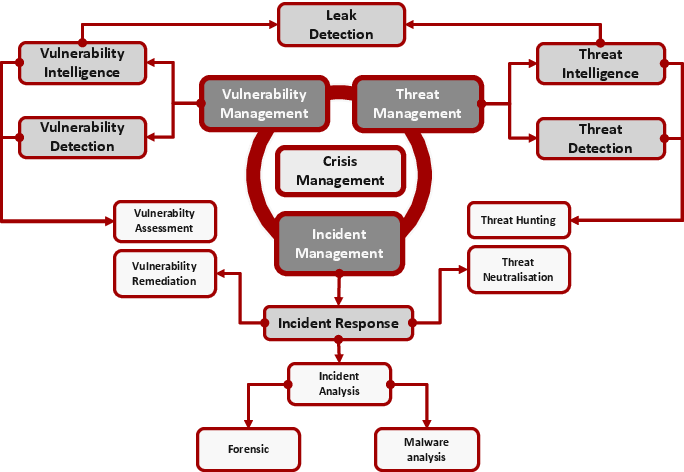 Leak
Detection
Vulnerability
Intelligence
Threat
Intelligence
Vulnerability
Management
Threat
Management
Vulnerability
Detection
Threat
Detection
Crisis
Management
Vulnerabilty
Assessment
Threat Hunting
Incident
Management
Vulnerability
Remediation
Threat
Neutralisation
Incident Response
Incident
Analysis
Forensic
Malware
analysis